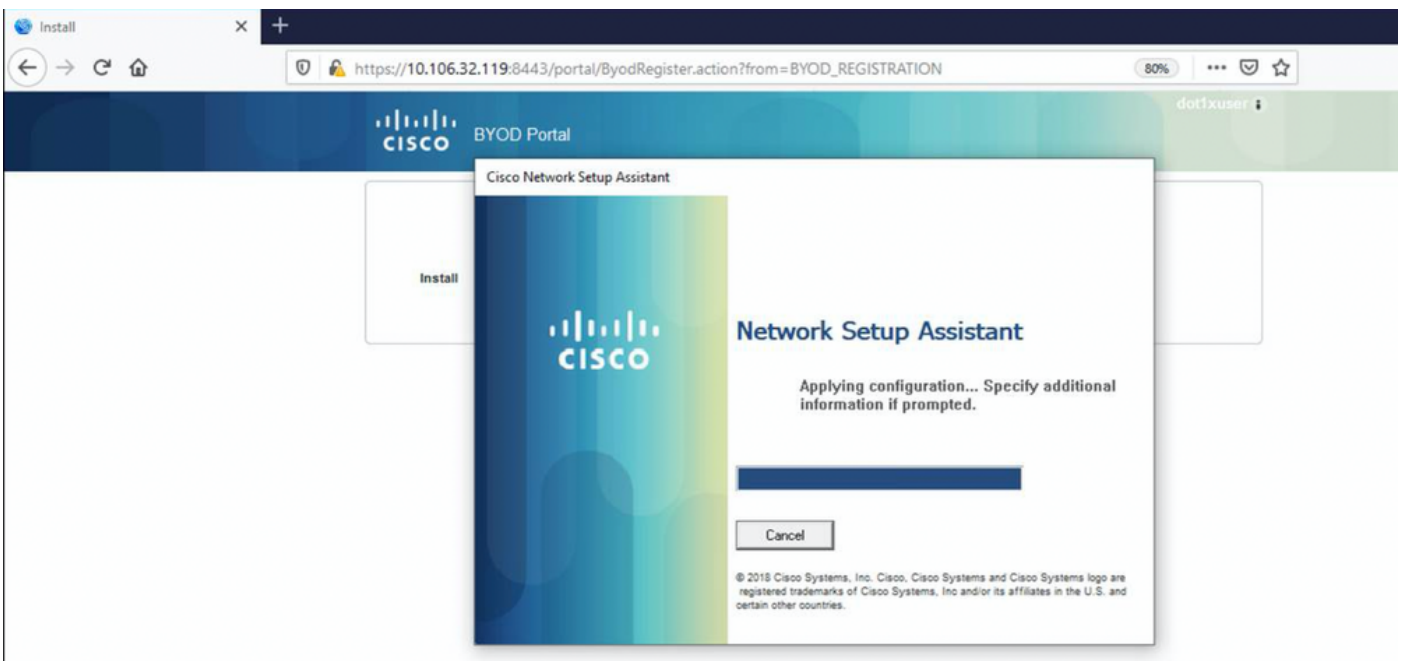 Install
https://10.106.32.119:8443/portal/ByodRegister.action?from=BYOD_REGISTRATION
80%
dot1xuser
CISCO
BYOD Portal
Cisco Network Setup Assistant
Install
CISCO
Network Setup Assistant
Applying configuration... Specify additional
information if prompted.
Cancel
© 2018 Cisco Systems, Inc. Cisco, Cisco Systems and Cisco Systems logo are
registered trademarks of Cisco Systems, Inc and/or its affiliates in the U.S. and
certain other countries.